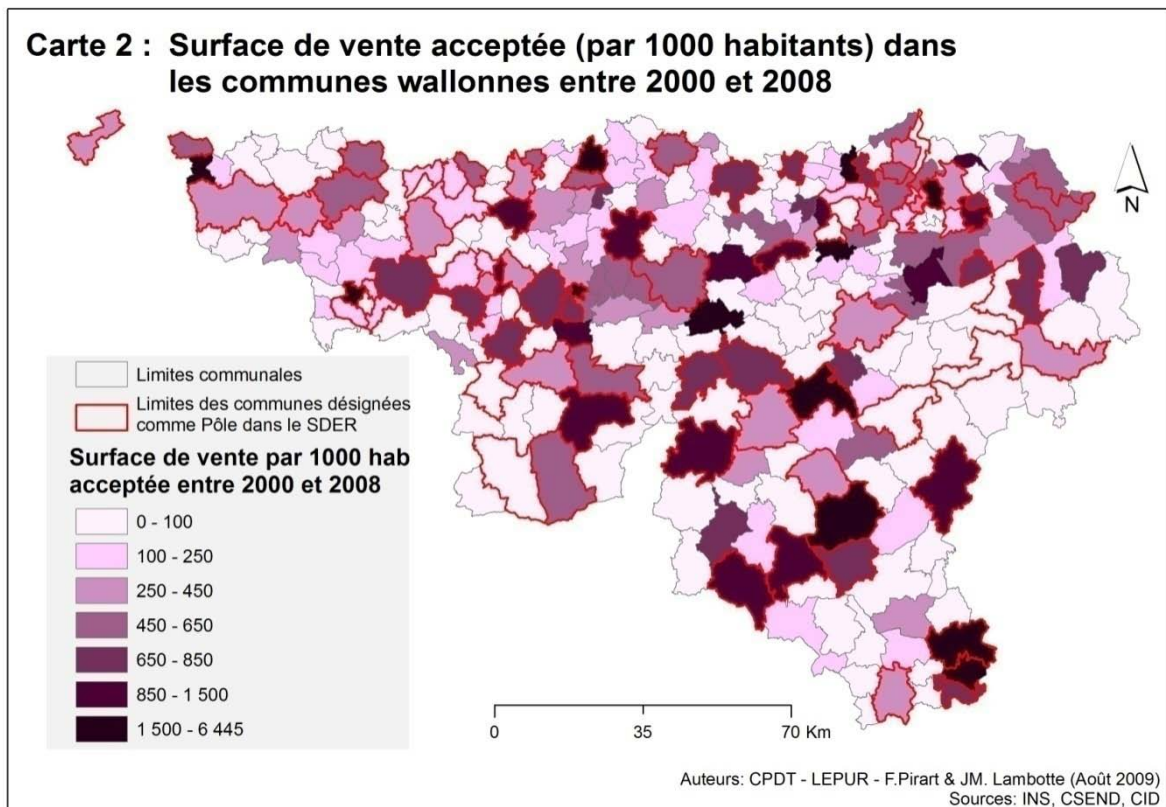 Carte 2 : Surface de vente acceptée (par 1000 habitants) dans
les communes wallonnes entre 2000 et 2008
N
Limites communales
Limites des communes désignées
comme Pôle dans le SDER
Surface de vente par 1000 hab
acceptée entre 2000 et 2008
0 - 100
100 - 250
250 - 450
450 - 650
650 - 850
850 - 1 500
1 500 - 6 445
0 35 70 Km
Auteurs: CPDT - LEPUR - F.Pirart & JM. Lambotte (Août 2009)
Sources: INS, CSEND, CID